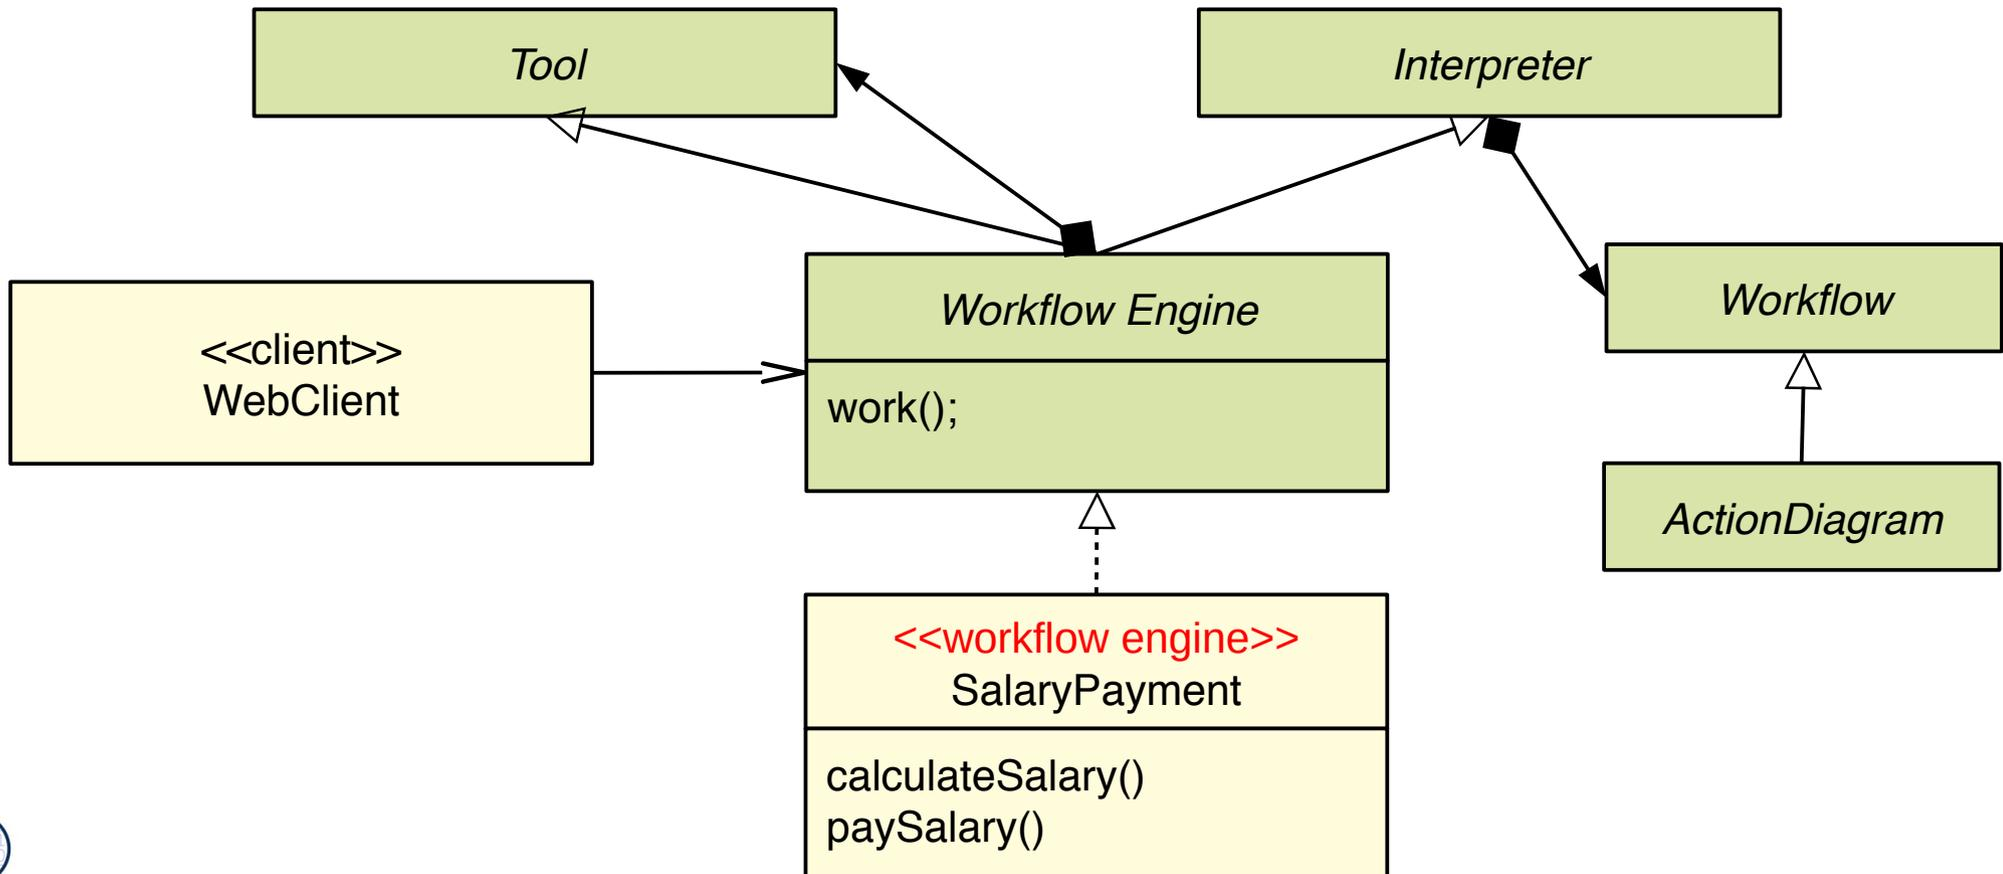 Tool
Interpreter
Workflow Engine
work();
<<client>>
WebClient
Workflow
ActionDiagram
<<workflow engine>>
SalaryPayment
calculateSalary()
paySalary()